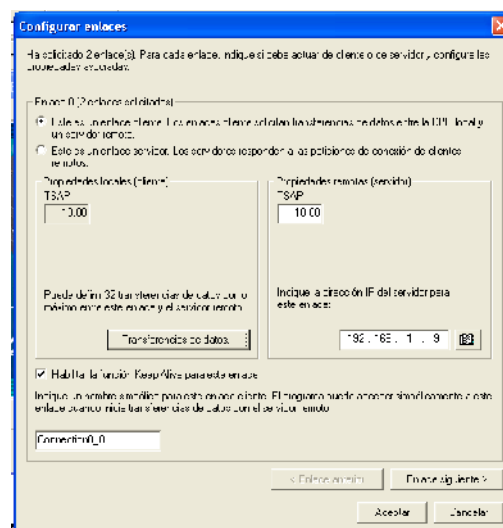 Configurar enlaces
Ha solicitado 2 enlace(s). Para cada enlace, indique si debe actuar de cliente o de servidor y configure las
propiedades asociadas.
Enlace 0 (2 enlaces solicitados)
Este es un enlace cliente. Los enlaces cliente solicitan transferencias de datos entre la CPU local y
un servidor remoto.
Este es un enlace servidor. Los servidores responden a las peticiones de conexión de clientes
remotos.
Propiedades locales (cliente)
TSAP
10.00
Puede definir 32 transferencias de datos como
máximo entre este enlace y el servidor remoto.
Transferencias de datos.
Propiedades remotas (servidor)
TSAP
10.00
Indique la dirección IP del servidor para
este enlace:
192.168. 1 . 9
Habilitar la función Keep Alive para este enlace
Indique un nombre simbólico para este enlace cliente. El programa puede acceder simbólicamente a este
enlace cuando inicie transferencias de datos con el servidor remoto
Connection0_0
< Enlace anterior
Enlace siguiente >
Aceptar
Cancelar